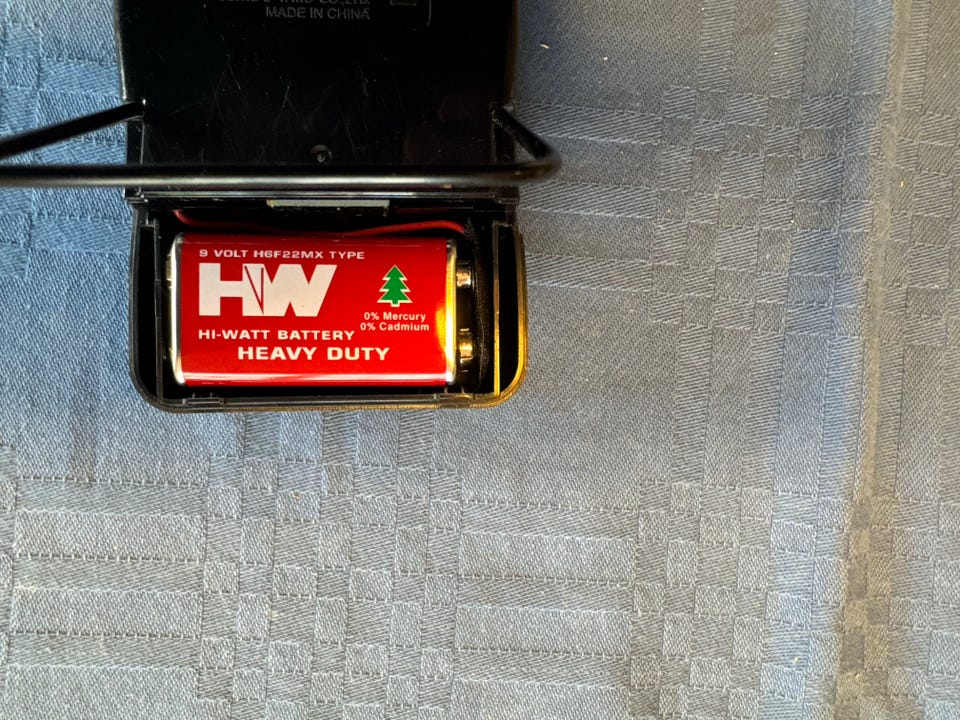 MADE IN CHINA
9 VOLT H6F22MX TYPE
HW
0% Mercury
0% Cadmium
HI-WATT BATTERY
HEAVY DUTY